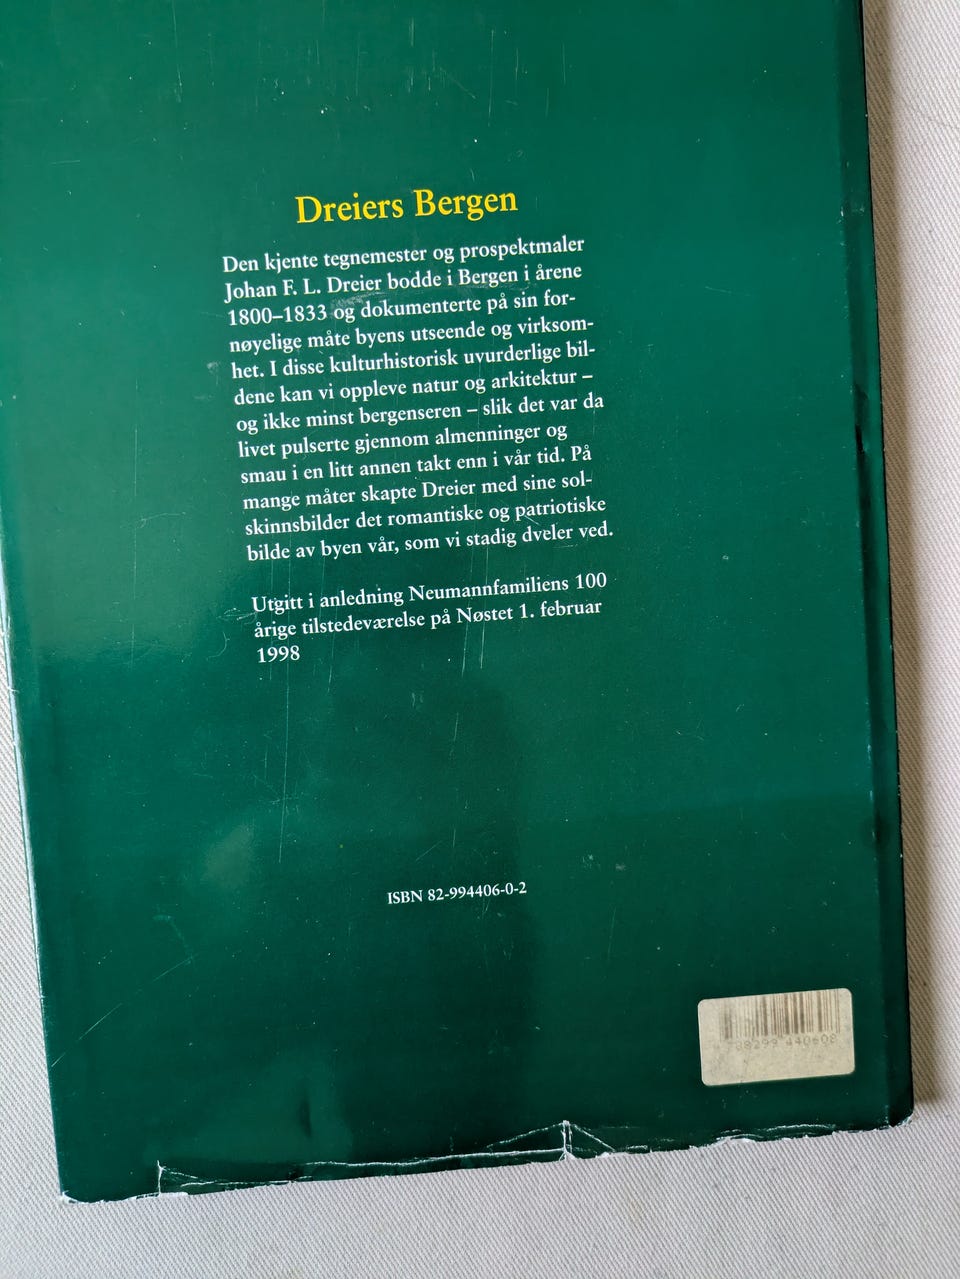 Dreiers Bergen
Den kjente tegnemester og prospektmaler
Johan F. L. Dreier bodde i Bergen i årene
1800–1833 og dokumenterte på sin for-
nøyelige måte byens utseende og virksom-
het. I disse kulturhistorisk uvurderlige bil-
dene kan vi oppleve natur og arkitektur –
og ikke minst bergenseren – slik det var da
livet pulserte gjennom almenninger og
smau i en litt annen takt enn i vår tid. På
mange måter skapte Dreier med sine sol-
skinnsbilder det romantiske og patriotiske
bilde av byen vår, som vi stadig dveler ved.
Utgitt i anledning Neumannfamiliens 100
årige tilstedeværelse på Nøstet 1. februar
1998
ISBN 82-994406-0-2
788299 440608